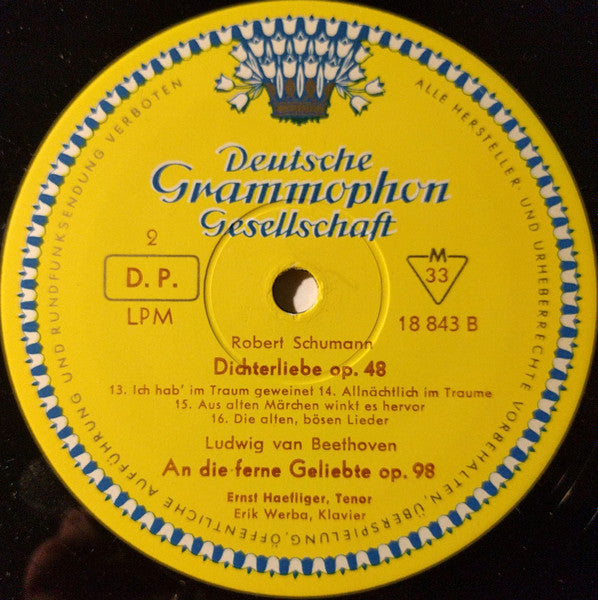 Deutsche
Grammophon
Gesellschaft
2
D. P.
LPM
M
33
18 843 B
Robert Schumann
Dichterliebe op. 48
13. Ich hab' im Traum geweinet 14. Allnächtlich im Traume
15. Aus alten Märchen winkt es hervor
16. Die alten, bösen Lieder
Ludwig van Beethoven
An die ferne Geliebte op. 98
Ernst Haefliger, Tenor
Erik Werba, Klavier
ALLE HERSTELLER- UND URHEBERRECHTE VORBEHALTEN, ÜBERSPIELUNG, ÖFFENTLICHE AUFFÜHRUNG UND RUNDFUNKSENDUNG VERBOTEN